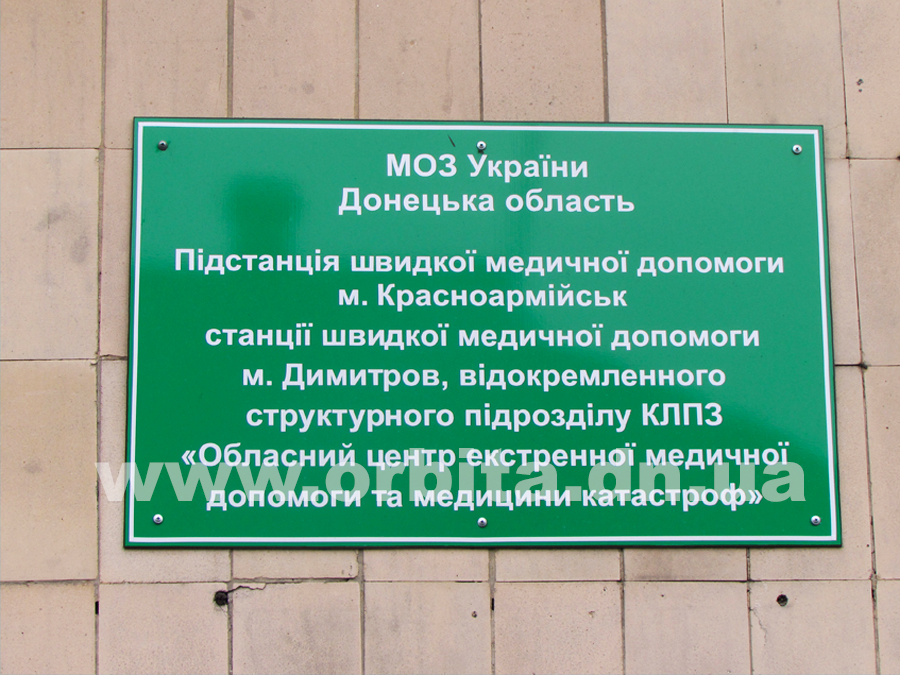 МОЗ України
Донецька область
Підстанція швидкої медичної допомоги
м. Красноармійськ
станції швидкої медичної допомоги
м. Димитров, відокремленного
структурного підрозділу КЛПЗ
«Обласний центр екстренної медичної
www.orbita.dn.ua
допомоги та медицини катастроф»